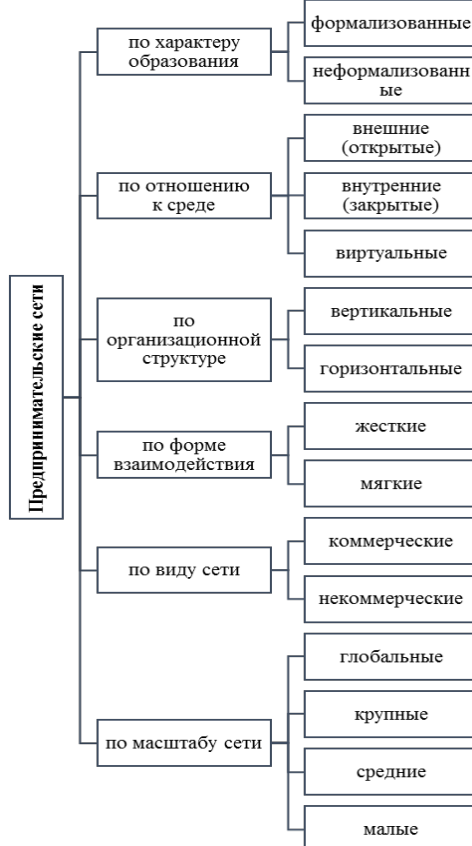 Предпринимательские сети
по характеру
образования
формализованные
неформализованн
ые
по отношению
к среде
внешние
(открытые)
внутренние
(закрытые)
виртуальные
по
организационной
структуре
вертикальные
горизонтальные
по форме
взаимодействия
жесткие
мягкие
по виду сети
коммерческие
некоммерческие
по масштабу сети
глобальные
крупные
средние
малые